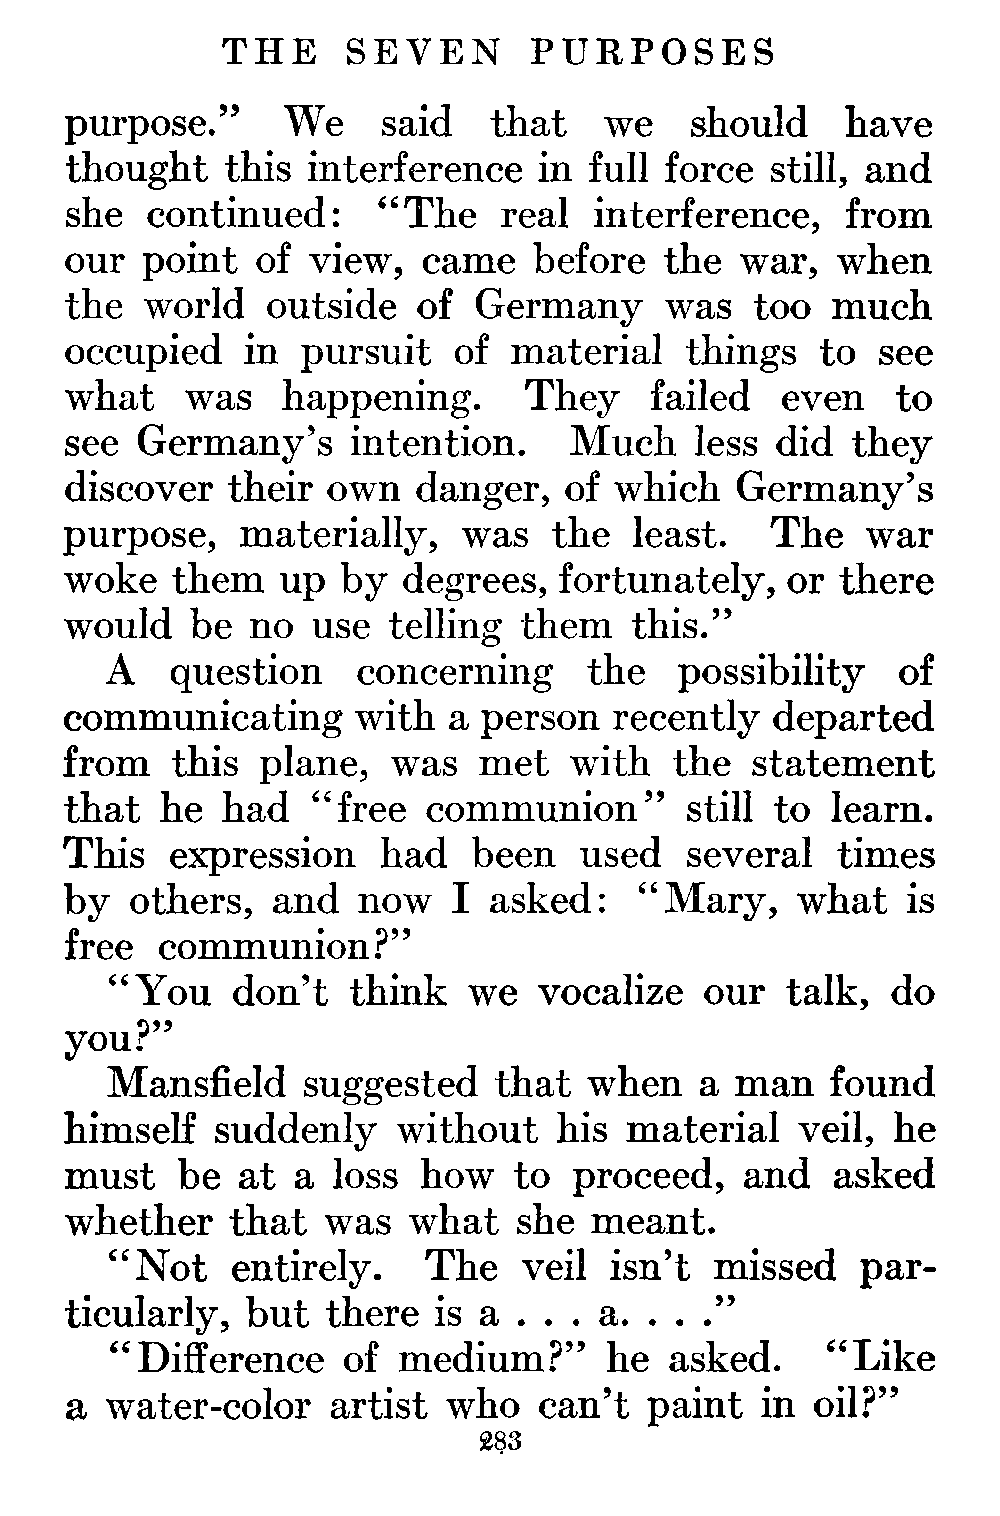 THE SEVEN PURPOSES
purpose.” We said that we should have
thought this interference in full force still, and
she continued: “The real interference, from
our point of view, came before the war, when
the world outside of Germany was too much
occupied in pursuit of material things to see
what was happening. They failed even to
see Germany’s intention. Much less did they
discover their own danger, of which Germany’s
purpose, materially, was the least. The war
woke them up by degrees, fortunately, or there
would be no use telling them this.”
A question concerning the possibility of
communicating with a person recently departed
from this plane, was met with the statement
that he had “free communion” still to learn.
This expression had been used several times
by others, and now I asked: “Mary, what is
free communion?”
“You don’t think we vocalize our talk, do
you?”
Mansfield suggested that when a man found
himself suddenly without his material veil, he
must be at a loss how to proceed, and asked
whether that was what she meant.
“Not entirely. The veil isn’t missed par-
ticularly, but there is a . . . a. . . .”
“Difference of medium?” he asked. “Like
a water-color artist who can’t paint in oil?”
283